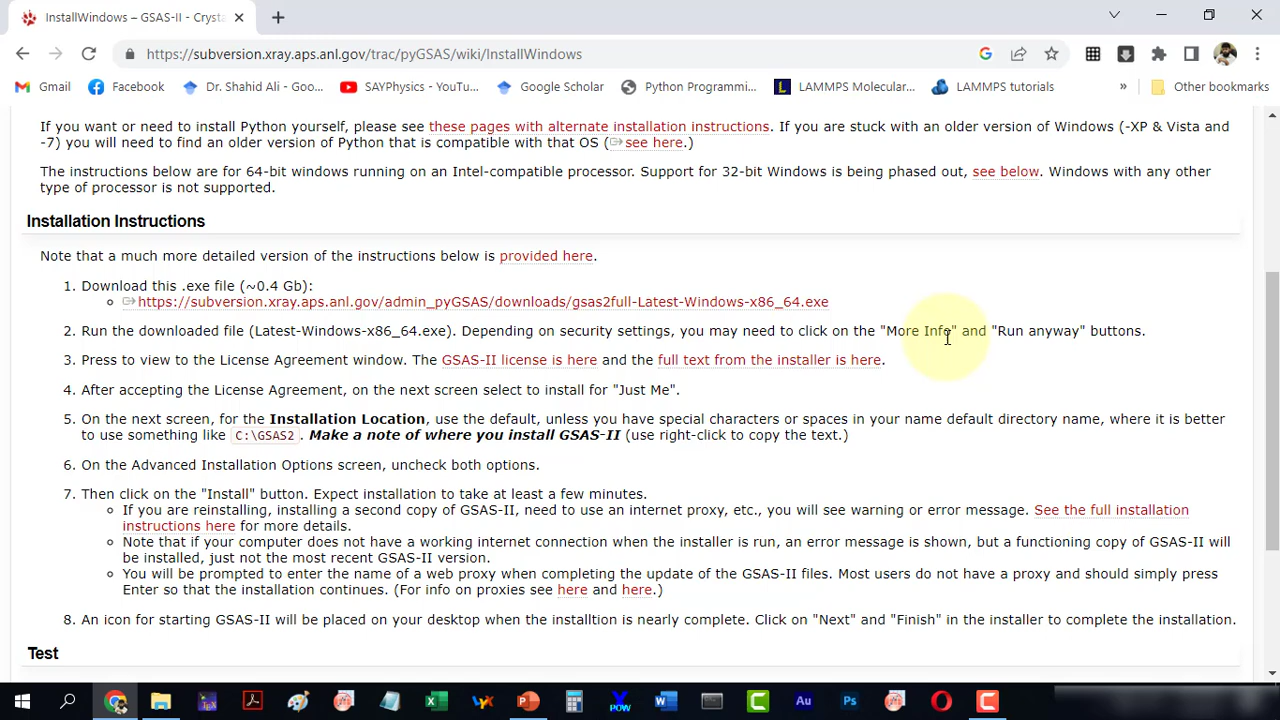 InstallWindows – GSAS-II - Cryst
https://subversion.xray.aps.anl.gov/trac/pyGSAS/wiki/InstallWindows
Gmail Facebook Dr. Shahid Ali - Goo... SAYPhysics - YouTu... Google Scholar Python Programmi... LAMMPS Molecular... LAMMPS tutorials » Other bookmarks
If you want or need to install Python yourself, please see these pages with alternate installation instructions. If you are stuck with an older version of Windows (-XP & Vista and
-7) you will need to find an older version of Python that is compatible with that OS (see here.)
The instructions below are for 64-bit windows running on an Intel-compatible processor. Support for 32-bit Windows is being phased out, see below. Windows with any other
type of processor is not supported.
Installation Instructions
Note that a much more detailed version of the instructions below is provided here.
1. Download this .exe file (~0.4 Gb):
https://subversion.xray.aps.anl.gov/admin_pyGSAS/downloads/gsas2full-Latest-Windows-x86_64.exe
2. Run the downloaded file (Latest-Windows-x86_64.exe). Depending on security settings, you may need to click on the "More Info" and "Run anyway" buttons.
3. Press to view to the License Agreement window. The GSAS-II license is here and the full text from the installer is here.
4. After accepting the License Agreement, on the next screen select to install for "Just Me".
5. On the next screen, for the Installation Location, use the default, unless you have special characters or spaces in your name default directory name, where it is better
to use something like C:\GSAS2. Make a note of where you install GSAS-II (use right-click to copy the text.)
6. On the Advanced Installation Options screen, uncheck both options.
7. Then click on the "Install" button. Expect installation to take at least a few minutes.
If you are reinstalling, installing a second copy of GSAS-II, need to use an internet proxy, etc., you will see warning or error message. See the full installation
instructions here for more details.
Note that if your computer does not have a working internet connection when the installer is run, an error message is shown, but a functioning copy of GSAS-II will
be installed, just not the most recent GSAS-II version.
You will be prompted to enter the name of a web proxy when completing the update of the GSAS-II files. Most users do not have a proxy and should simply press
Enter so that the installation continues. (For info on proxies see here and here.)
8. An icon for starting GSAS-II will be placed on your desktop when the installtion is nearly complete. Click on "Next" and "Finish" in the installer to complete the installation.
Test